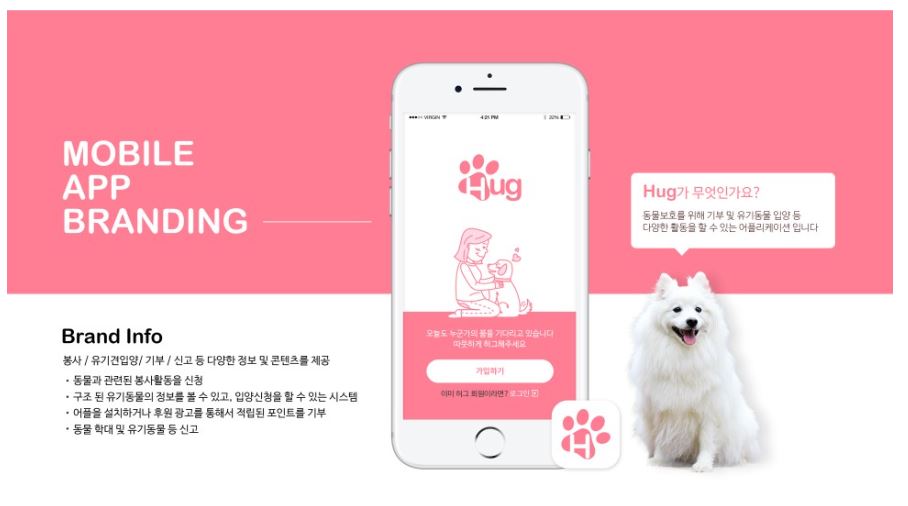 MOBILE
APP
BRANDING
●●●○○ VIRGIN 4:21 PM 22%
Hug
오늘도 누군가의 품을 기다리고 있습니다
따뜻하게 허그해주세요
가입하기
이미 허그 회원이라면? 로그인
H
Hug가 무엇인가요?
동물보호를 위해 기부 및 유기동물 입양 등
다양한 활동을 할 수 있는 어플리케이션 입니다
Brand Info
봉사 / 유기견입양/ 기부 / 신고 등 다양한 정보 및 콘텐츠를 제공
· 동물과 관련된 봉사활동을 신청
· 구조 된 유기동물의 정보를 볼 수 있고, 입양신청을 할 수 있는 시스템
· 어플을 설치하거나 후원 광고를 통해서 적립된 포인트를 기부
· 동물 학대 및 유기동물 등 신고